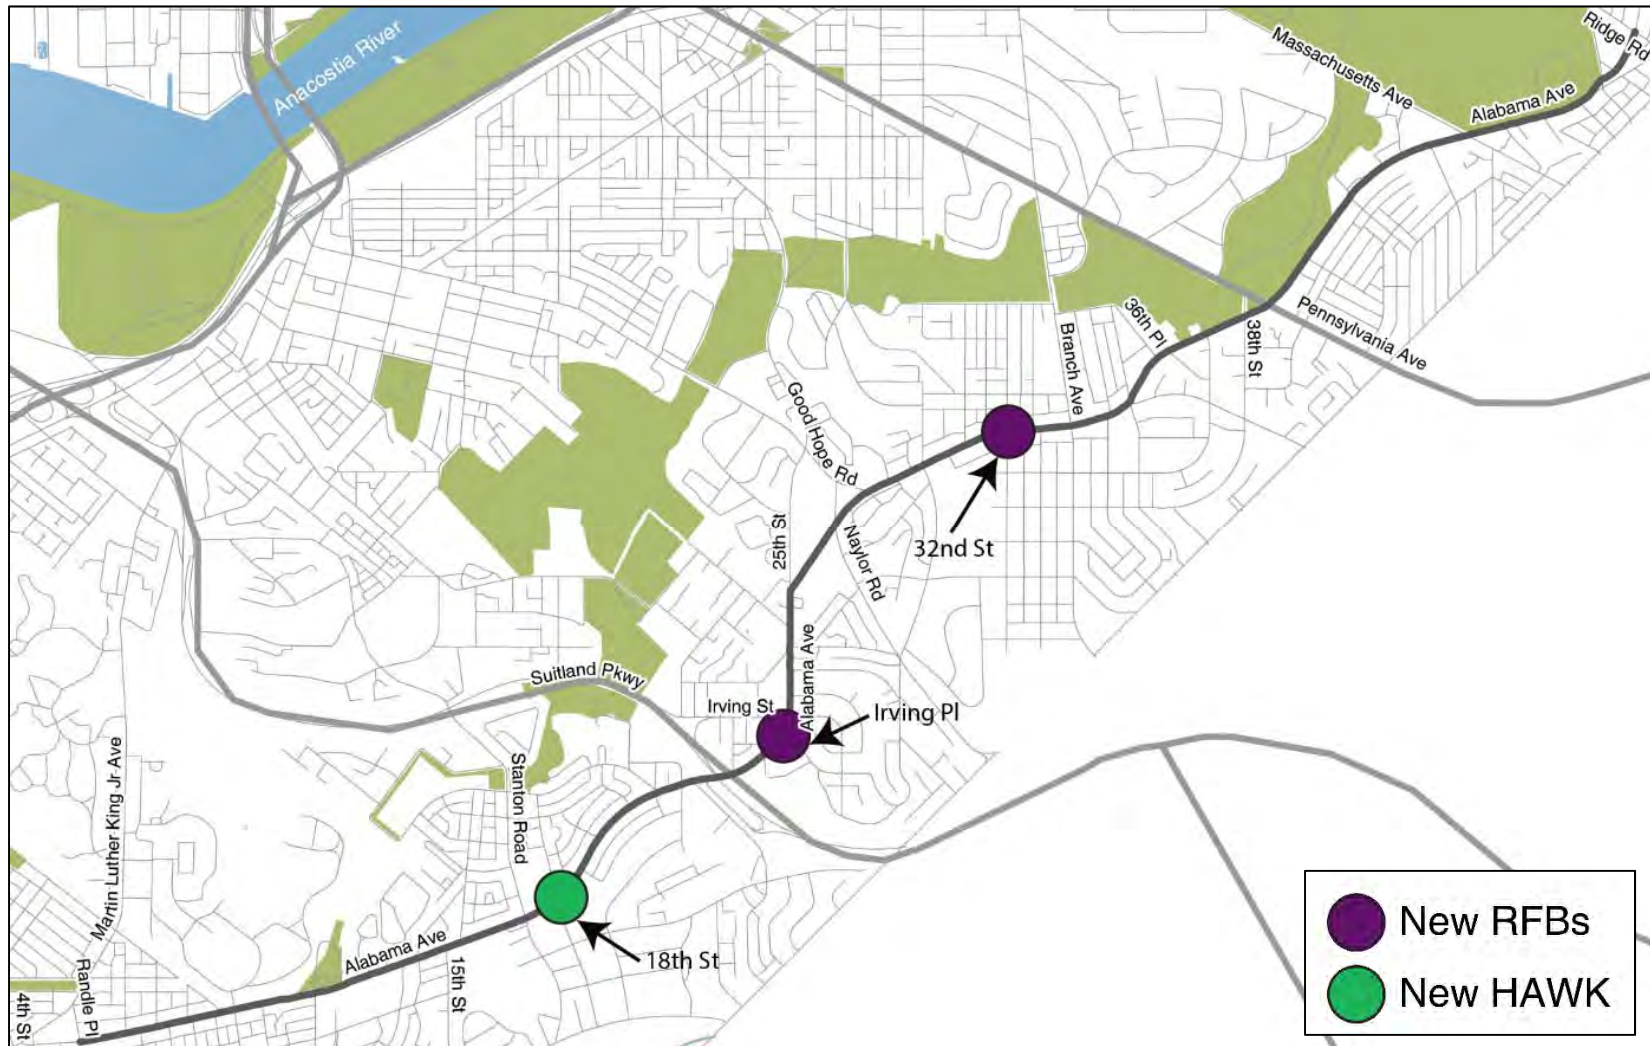 Ridge Rd
Anacostia River
Massachusetts Ave
Alabama Ave
36th Pl
Pennsylvania Ave
38th St
Branch Ave
Good Hope Rd
25th St
32nd St
Naylor Rd
Alabama Ave
Suitland Pkwy
Irving St
Irving Pl
Martin Luther King Jr Ave
Stanton Road
New RFBs
Alabama Ave
18th St
15th St
Randle Pl
4th St
New HAWK